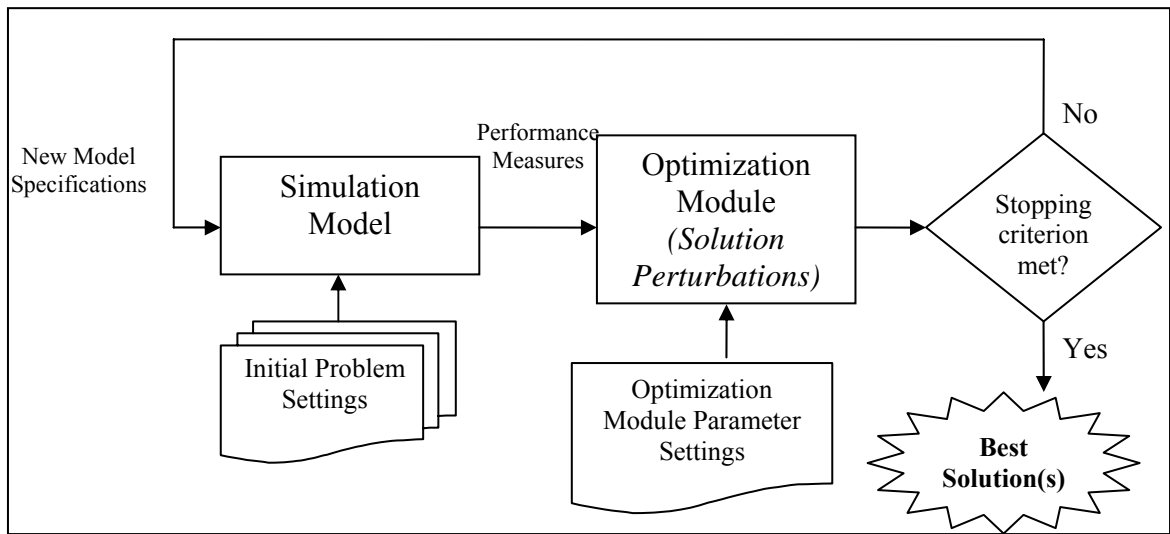 New Model
Specifications
Simulation
Model
Performance
Measures
Optimization
Module
(Solution
Perturbations)
No
Stopping
criterion
met?
Yes
Initial Problem
Settings
Optimization
Module Parameter
Settings
Best
Solution(s)